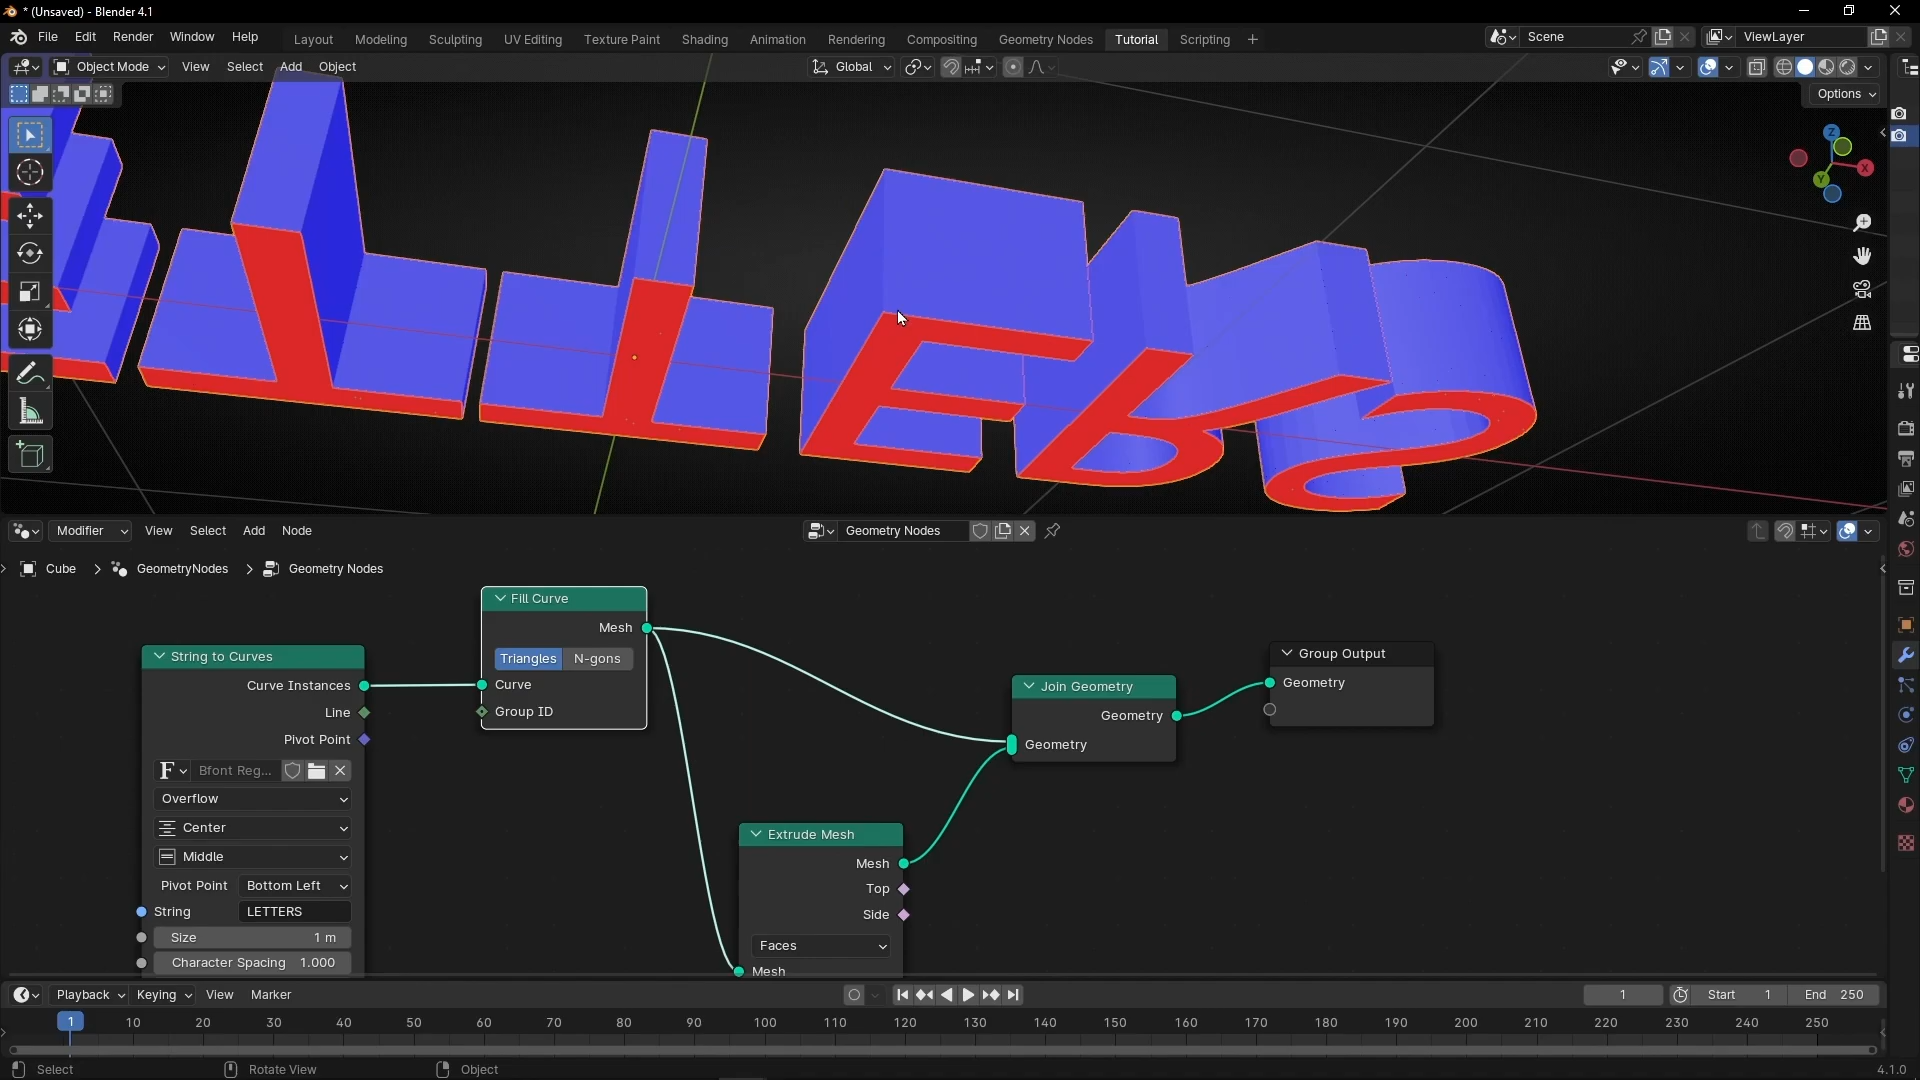 * (Unsaved) - Blender 4.1
File Edit Render Window Help
Layout Modeling Sculpting UV Editing Texture Paint Shading Animation Rendering Compositing Geometry Nodes Tutorial Scripting +
Scene
ViewLayer
Object Mode View Select Add Object
Global
Options
Z
X
Y
Modifier View Select Add Node
Geometry Nodes
Cube > GeometryNodes > Geometry Nodes
Fill Curve
Mesh
Triangles N-gons
Curve
Group ID
String to Curves
Curve Instances
Line
Pivot Point
F Bfont Reg...
Overflow
Center
Middle
Pivot Point Bottom Left
String LETTERS
Size 1 m
Character Spacing 1.000
Join Geometry
Geometry
Geometry
Group Output
Geometry
Extrude Mesh
Mesh
Top
Side
Faces
Mesh
Playback Keying View Marker
1
Start 1 End 250
1 10 20 30 40 50 60 70 80 90 100 110 120 130 140 150 160 170 180 190 200 210 220 230 240 250
Select Rotate View Object
4.1.0